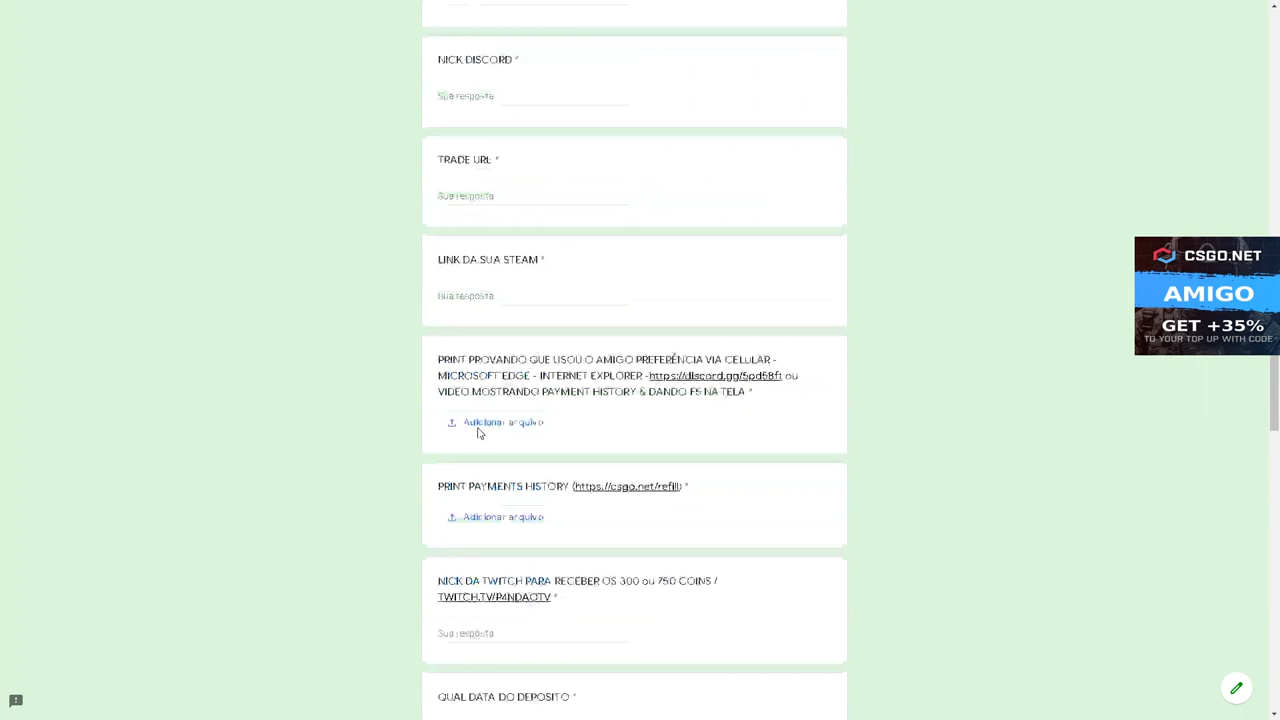 NICK DISCORD *
Sua resposta
TRADE URL *
Sua resposta
LINK DA SUA STEAM *
Sua resposta
PRINT PROVANDO QUE USOU O AMIGO PREFERÊNCIA VIA CELULAR -
MICROSOFT EDGE - INTERNET EXPLORER -https://discord.gg/ ou
VIDEO MOSTRANDO PAYMENT HISTORY & DANDO F5 NA TELA *
Adicionar arquivo
PRINT PAYMENTS HISTORY (https://csgo.net/refill) *
Adicionar arquivo
NICK DA TWITCH PARA RECEBER OS 300 ou 750 COINS /
TWITCH.TV/P4NDAOTV *
Sua resposta
QUAL DATA DO DEPOSITO *
CSGO.NET
AMIGO
GET +35%
TO YOUR TOP UP WITH CODE